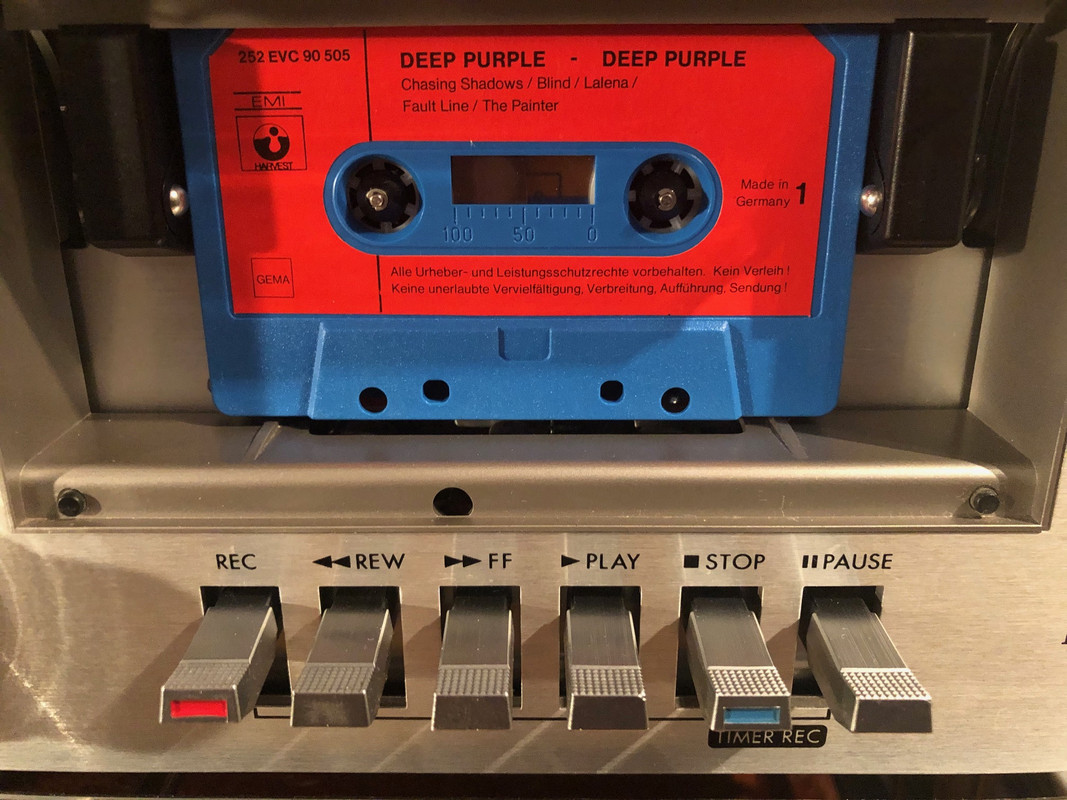 252 EVC 90 505
DEEP PURPLE - DEEP PURPLE
Chasing Shadows / Blind / Lalena /
Fault Line / The Painter
EMI
HARVEST
Made in
Germany 1
100 50 0
GEMA
Alle Urheber- und Leistungsschutzrechte vorbehalten. Kein Verleih !
Keine unerlaubte Vervielfältigung, Verbreitung, Aufführung, Sendung !
REC ◀◀ REW ▶▶ FF ▶ PLAY ■ STOP ▮▮ PAUSE
TIMER REC